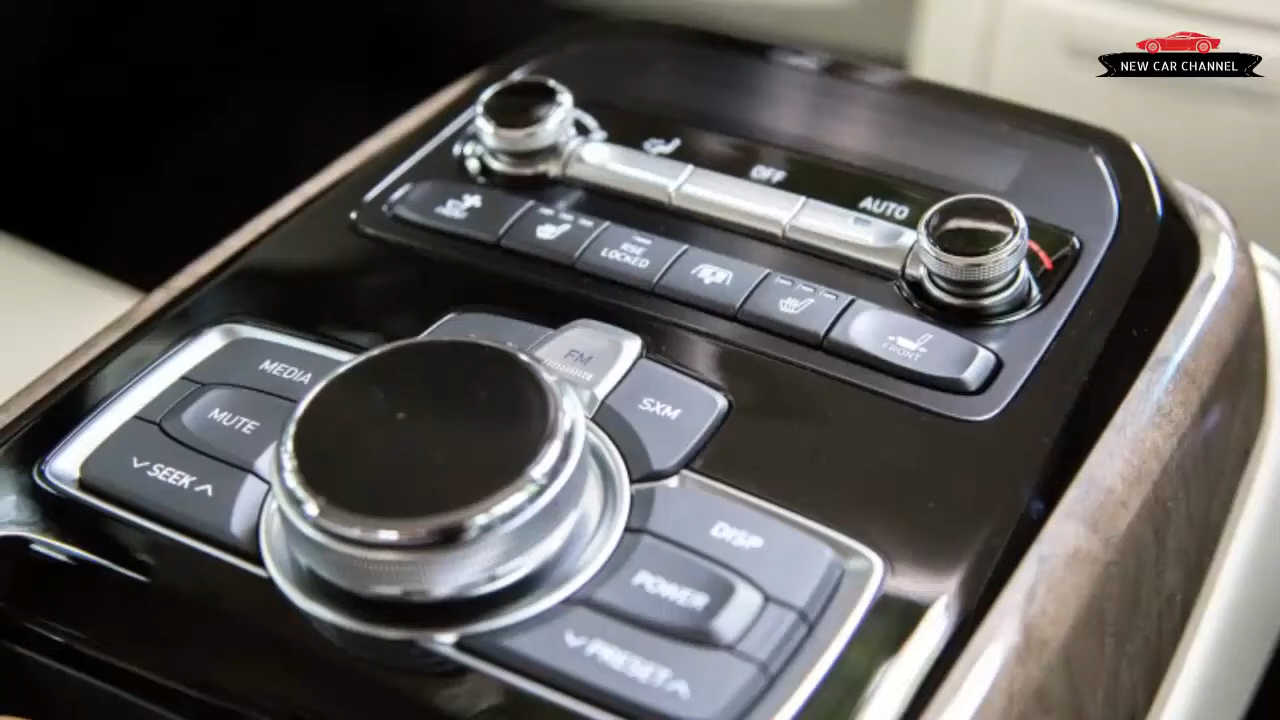 NEW CAR CHANNEL
OFF
AUTO
RSE
LOCKED
FRONT
MEDIA
FM
SXM
MUTE
SEEK
DISP
POWER
PRESET